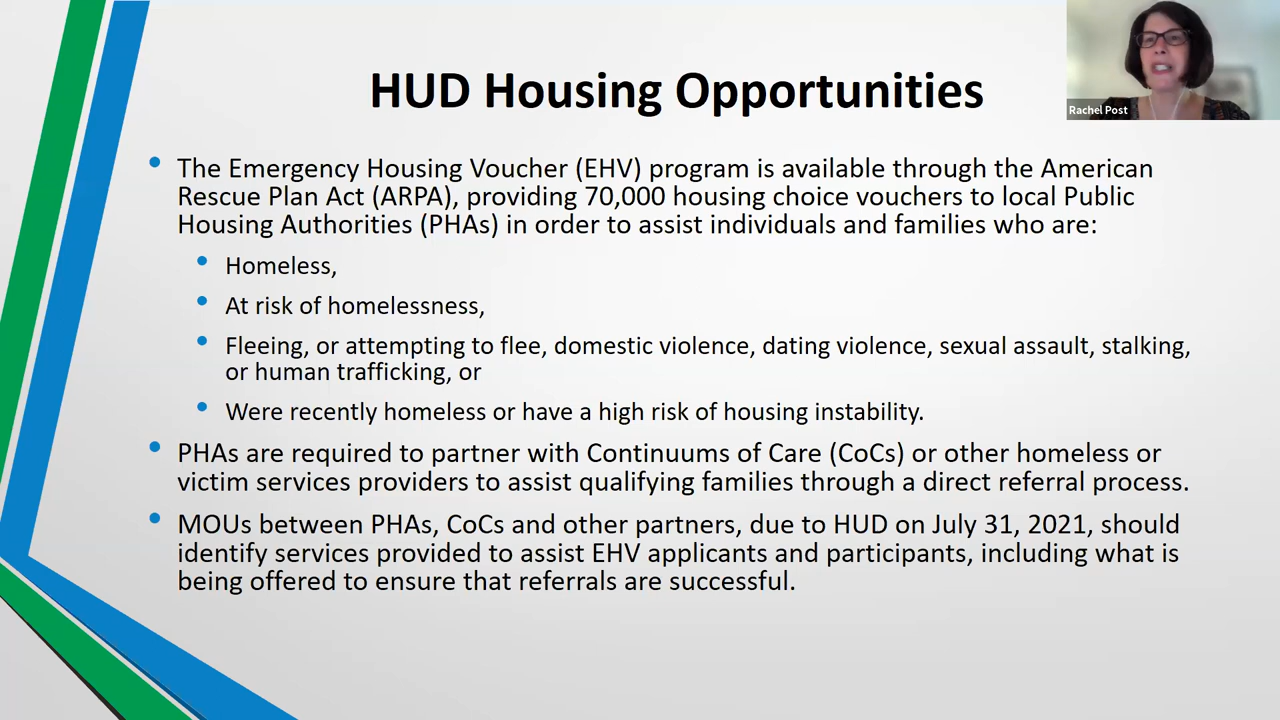 HUD Housing Opportunities
Rachel Post
• The Emergency Housing Voucher (EHV) program is available through the American
Rescue Plan Act (ARPA), providing 70,000 housing choice vouchers to local Public
Housing Authorities (PHAs) in order to assist individuals and families who are:
• Homeless,
• At risk of homelessness,
• Fleeing, or attempting to flee, domestic violence, dating violence, sexual assault, stalking,
or human trafficking, or
• Were recently homeless or have a high risk of housing instability.
• PHAs are required to partner with Continuums of Care (CoCs) or other homeless or
victim services providers to assist qualifying families through a direct referral process.
• MOUs between PHAs, CoCs and other partners, due to HUD on July 31, 2021, should
identify services provided to assist EHV applicants and participants, including what is
being offered to ensure that referrals are successful.